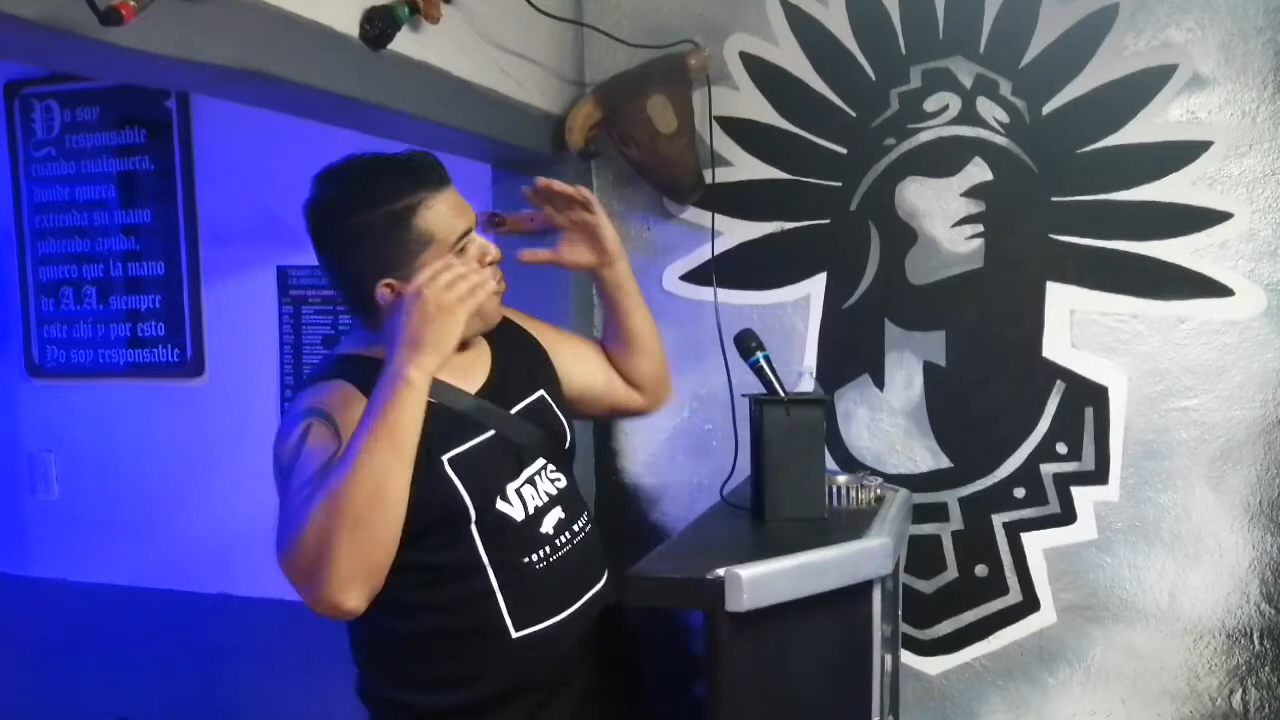 Yo soy
responsable
cuando cualquiera,
donde quiera
extienda su mano
pidiendo ayuda,
quiero que la mano
de A.A. siempre
este ahí y por esto
Yo soy responsable
VANS
"OFF THE WALL"